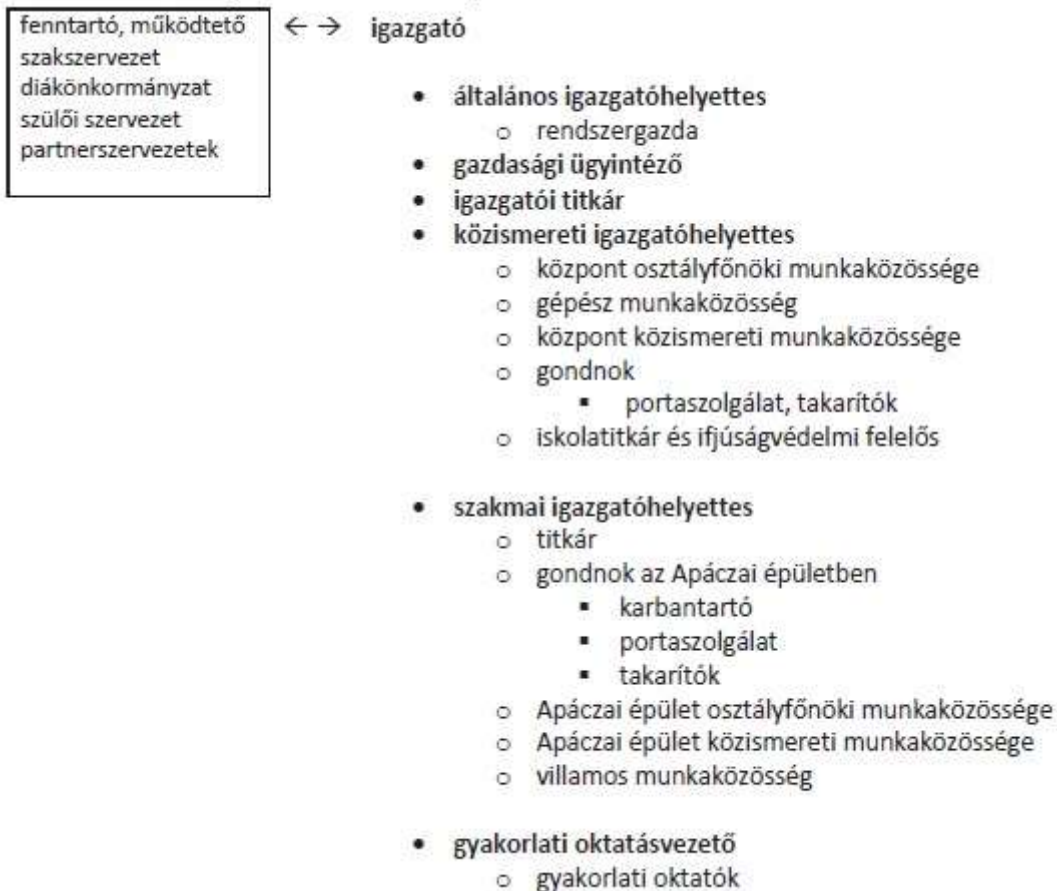 fenntartó, működtető ← → igazgató
szakszervezet
diákönkormányzat
szülői szervezet
partnerszervezetek
• általános igazgatóhelyettes
o rendszergazda
• gazdasági ügyintéző
• igazgatói titkár
• közismereti igazgatóhelyettes
o központ osztályfőnöki munkaközössége
o gépész munkaközösség
o központ közismereti munkaközössége
o gondnok
▪ portaszolgálat, takarítók
o iskolatitkár és ifjúságvédelmi felelős
• szakmai igazgatóhelyettes
o titkár
o gondnok az Apáczai épületben
▪ karbantartó
▪ portaszolgálat
▪ takarítók
o Apáczai épület osztályfőnöki munkaközössége
o Apáczai épület közismereti munkaközössége
o villamos munkaközösség
• gyakorlati oktatásvezető
o gyakorlati oktatók